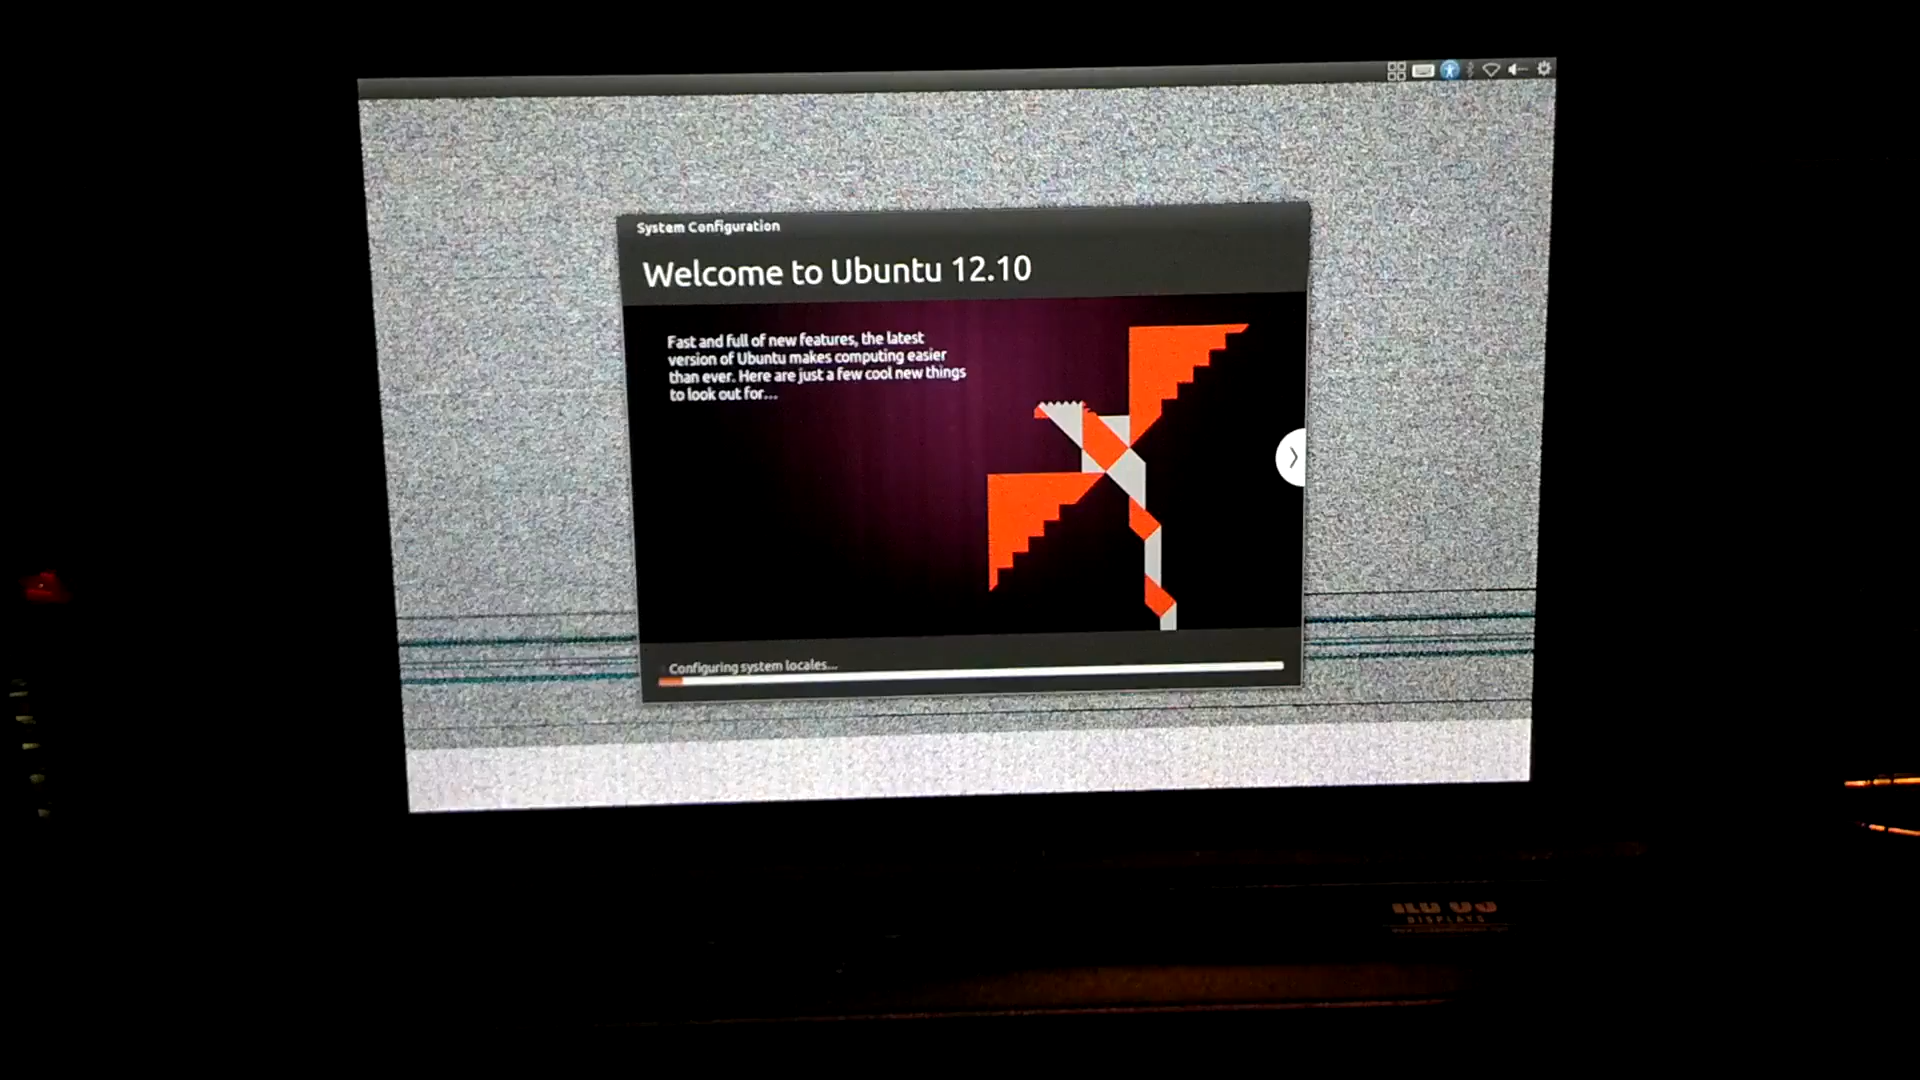 System Configuration
Welcome to Ubuntu 12.10
Fast and full of new features, the latest
version of Ubuntu makes computing easier
than ever. Here are just a few cool new things
to look out for...
Configuring system locales...
DISPLAYS